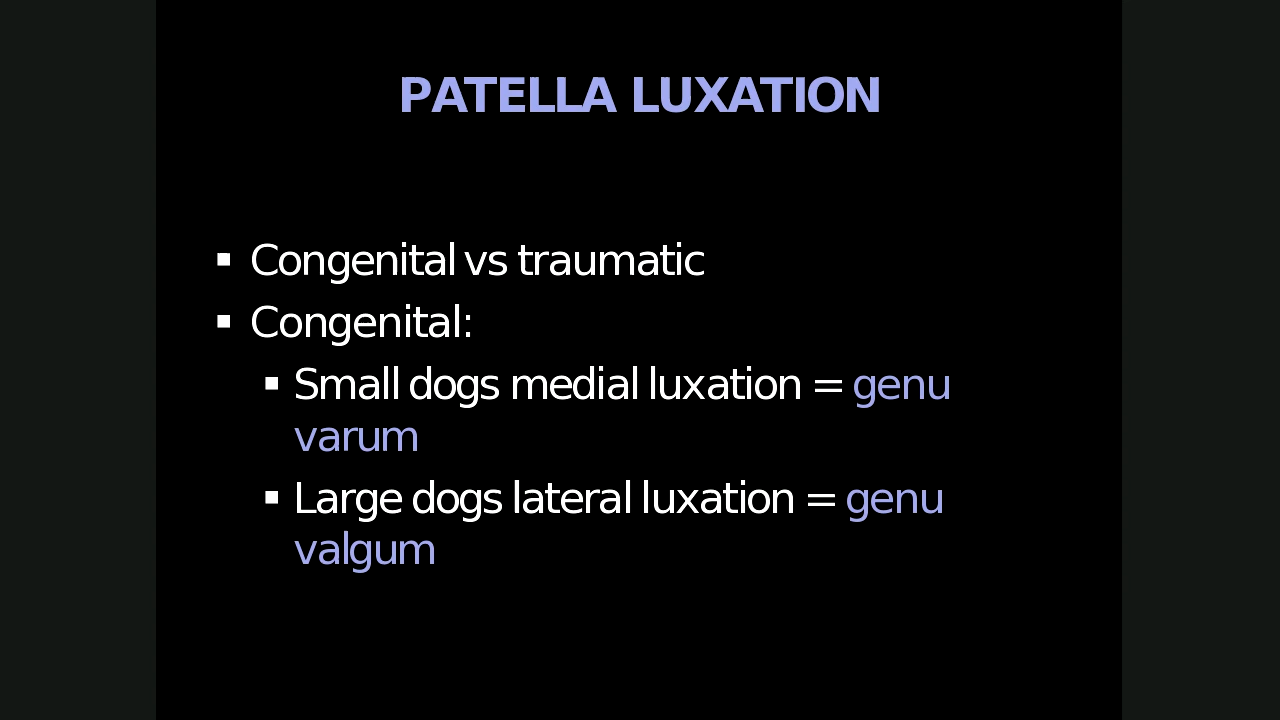 PATELLA LUXATION
▪ Congenital vs traumatic
▪ Congenital:
▪ Small dogs medial luxation = genu
varum
▪ Large dogs lateral luxation = genu
valgum